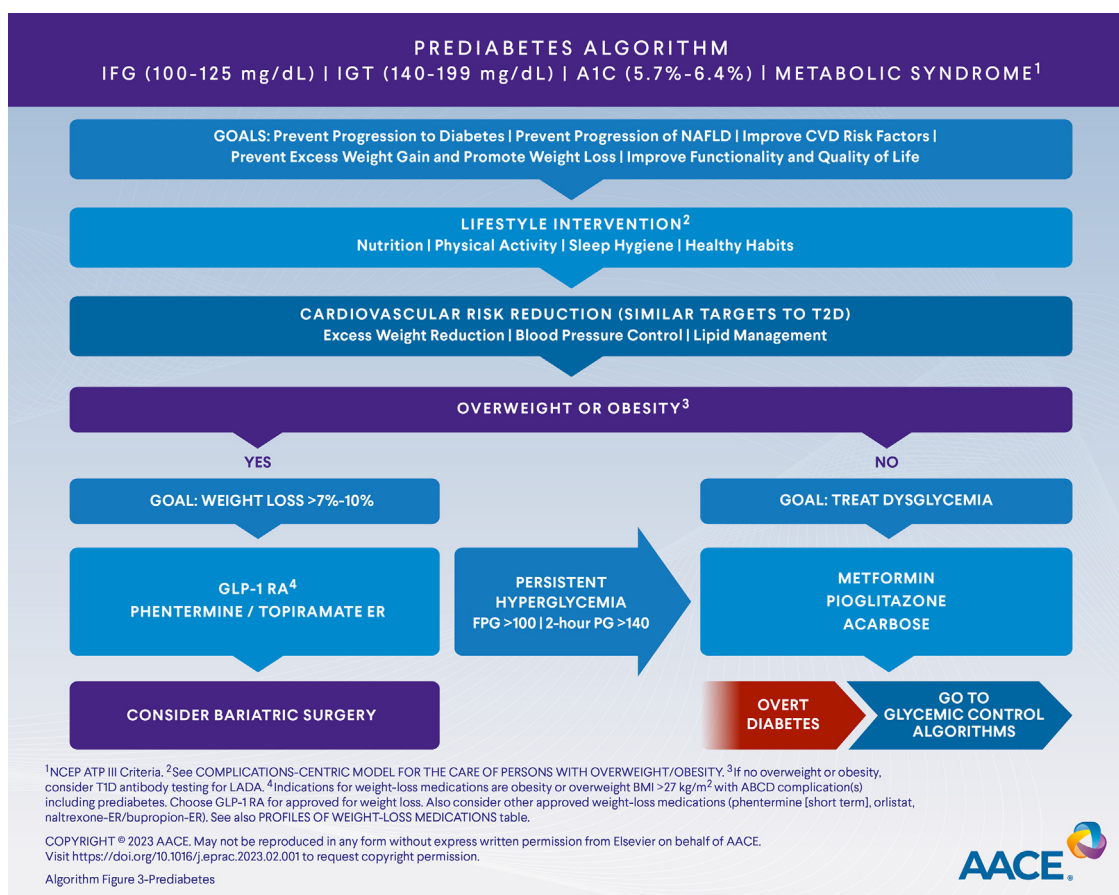 PREDIABETES ALGORITHM
IFG (100-125 mg/dL) | IGT (140-199 mg/dL) | A1C (5.7%-6.4%) | METABOLIC SYNDROME¹
GOALS: Prevent Progression to Diabetes | Prevent Progression of NAFLD | Improve CVD Risk Factors |
Prevent Excess Weight Gain and Promote Weight Loss | Improve Functionality and Quality of Life
LIFESTYLE INTERVENTION²
Nutrition | Physical Activity | Sleep Hygiene | Healthy Habits
CARDIOVASCULAR RISK REDUCTION (SIMILAR TARGETS TO T2D)
Excess Weight Reduction | Blood Pressure Control | Lipid Management
OVERWEIGHT OR OBESITY³
YES
GOAL: WEIGHT LOSS >7%-10%
GLP-1 RA⁴
PHENTERMINE / TOPIRAMATE ER
CONSIDER BARIATRIC SURGERY
PERSISTENT
HYPERGLYCEMIA
FPG >100 | 2-hour PG >140
NO
GOAL: TREAT DYSGLYCEMIA
METFORMIN
PIOGLITAZONE
ACARBOSE
OVERT
DIABETES
GO TO
GLYCEMIC CONTROL
ALGORITHMS
¹NCEP ATP III Criteria. ²See COMPLICATIONS-CENTRIC MODEL FOR THE CARE OF PERSONS WITH OVERWEIGHT/OBESITY. ³If no overweight or obesity,
consider T1D antibody testing for LADA. ⁴Indications for weight-loss medications are obesity or overweight BMI >27 kg/m² with ABCD complication(s)
including prediabetes. Choose GLP-1 RA for approved for weight loss. Also consider other approved weight-loss medications (phentermine [short term], orlistat,
naltrexone-ER/bupropion-ER). See also PROFILES OF WEIGHT-LOSS MEDICATIONS table.
COPYRIGHT © 2023 AACE. May not be reproduced in any form without express written permission from Elsevier on behalf of AACE.
Visit https://doi.org/10.1016/j.eprac.2023.02.001 to request copyright permission.
Algorithm Figure 3-Prediabetes
AACE®